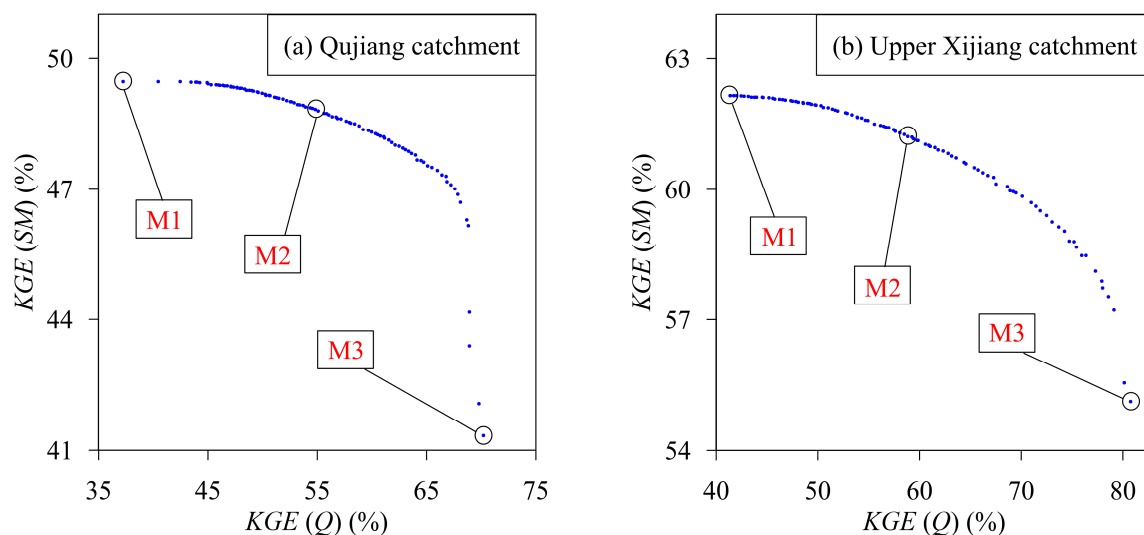 (a) Qujiang catchment
50
47
44
41
KGE (SM) (%)
M1
M2
M3
35
45
55
65
75
KGE (Q) (%)
(b) Upper Xijiang catchment
63
60
57
54
KGE (SM) (%)
M1
M2
M3
40
50
60
70
80
KGE (Q) (%)